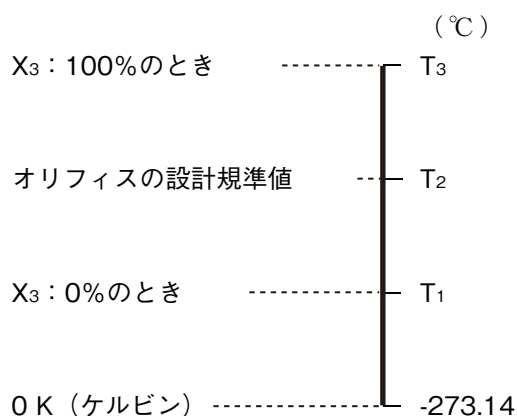 (℃)
X₃：100%のとき T₃
オリフィスの設計規準値 T₂
X₃：0%のとき T₁
0 K（ケルビン） -273.14